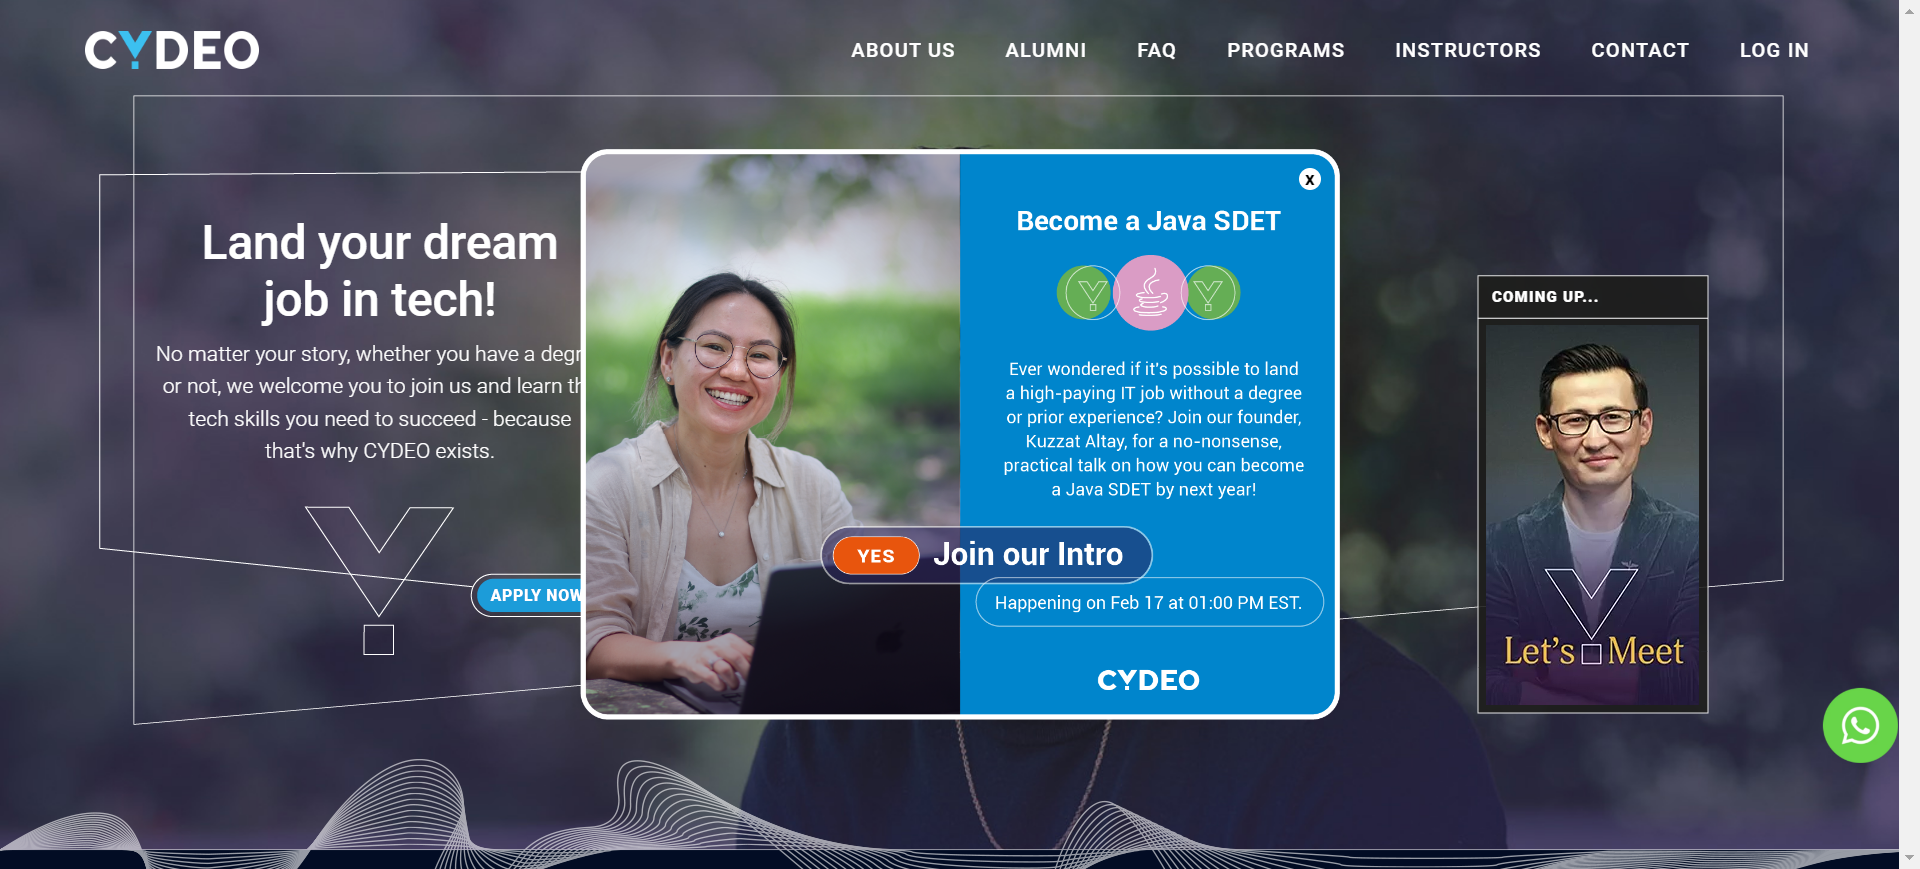 CYDEO
ABOUT US
ALUMNI
FAQ
PROGRAMS
INSTRUCTORS
CONTACT
LOG IN
Land your dream
job in tech!
No matter your story, whether you have a degr
or not, we welcome you to join us and learn th
tech skills you need to succeed - because
that's why CYDEO exists.
APPLY NOW
X
Become a Java SDET
Ever wondered if it's possible to land
a high-paying IT job without a degree
or prior experience? Join our founder,
Kuzzat Altay, for a no-nonsense,
practical talk on how you can become
a Java SDET by next year!
YES Join our Intro
Happening on Feb 17 at 01:00 PM EST.
CYDEO
COMING UP...
Let's Meet